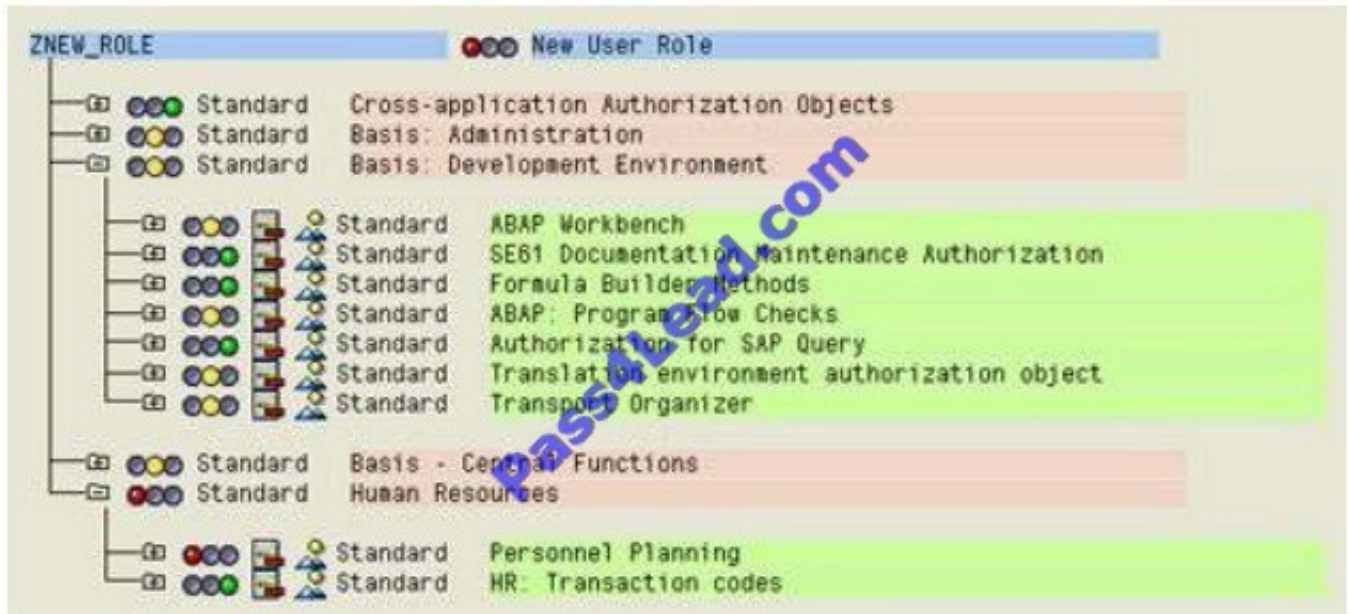 ZNEW_ROLE New User Role
Standard Cross-application Authorization Objects
Standard Basis: Administration
Standard Basis: Development Environment
Standard ABAP Workbench
Standard SE61 Documentation Maintenance Authorization
Standard Formula Builder Methods
Standard ABAP: Program Flow Checks
Standard Authorization for SAP Query
Standard Translation environment authorization object
Standard Transport Organizer
Standard Basis - Central Functions
Standard Human Resources
Standard Personnel Planning
Standard HR: Transaction codes
Pass4Lead.com